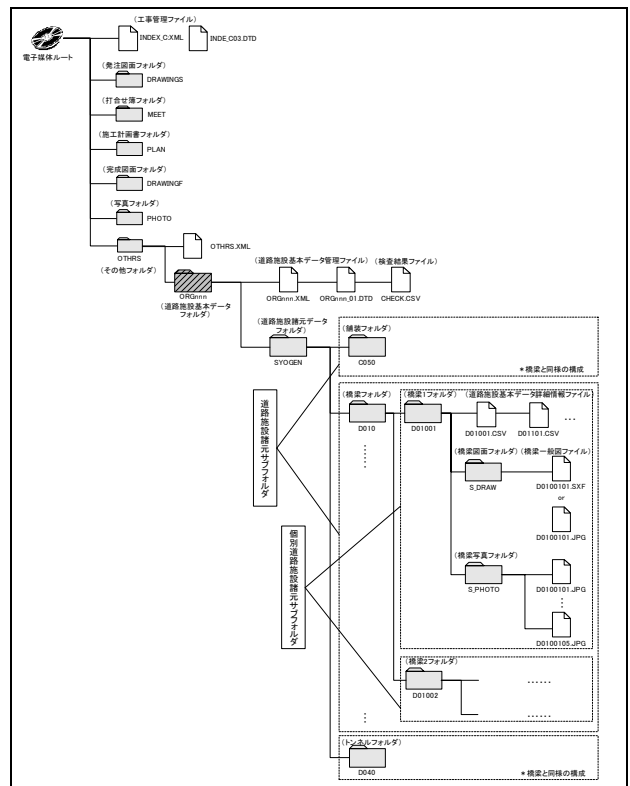 (工事管理ファイル)
INDEX_C.XML
INDE_C03.DTD
電子媒体ルート
(発注図面フォルダ)
DRAWINGS
(打合せ簿フォルダ)
MEET
(施工計画書フォルダ)
PLAN
(完成図面フォルダ)
DRAWINGF
(写真フォルダ)
PHOTO
OTHRS.XML
OTHRS
(その他フォルダ)
(道路施設基本データ管理ファイル)
(検査結果ファイル)
ORGnnn
ORGnnn.XML
ORGnnn_01.DTD
CHECK.CSV
(道路施設基本データ
フォルダ)
(道路施設諸元データ
フォルダ)
SYOGEN
(舗装フォルダ)
C050
*橋梁と同様の構成
道路施設諸元サブフォルダ
(橋梁フォルダ)
D010
(橋梁1フォルダ)
D01001
(道路施設基本データ詳細情報ファイル)
D01001.CSV
D01101.CSV
…
(橋梁図面フォルダ)
(橋梁一般図ファイル)
S_DRAW
D0100101.SXF
or
D0100101.JPG
個別道路施設諸元サブフォルダ
(橋梁写真フォルダ)
S_PHOTO
D0100101.JPG
⋮
D0100105.JPG
(橋梁2フォルダ)
D01002
……
……
(トンネルフォルダ)
D040
*橋梁と同様の構成